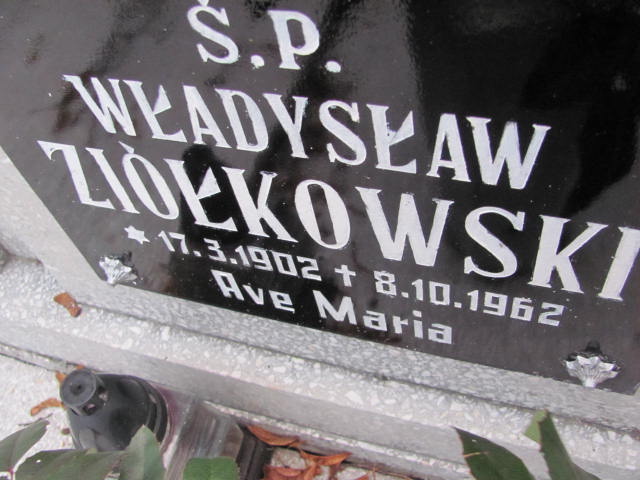 Ś.P.
WŁADYSŁAW
ZIÓŁKOWSKI
* 17.3.1902 † 8.10.1962
Ave Maria